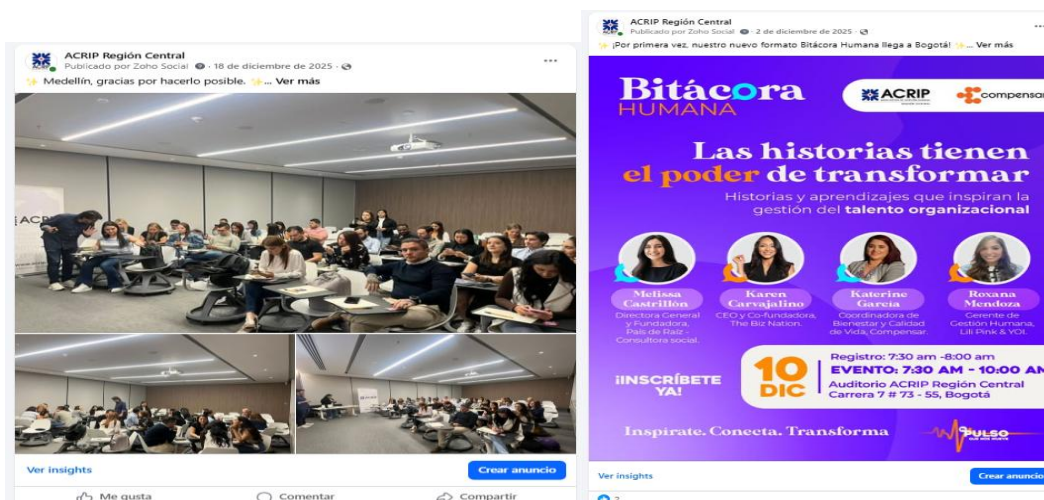 ACRIP Región Central
Publicado por Zoho Social · 18 de diciembre de 2025 ·
✨ Medellín, gracias por hacerlo posible. ✨... Ver más
ACRIP
Ver insights
Crear anuncio
Me gusta
Comentar
Compartir
ACRIP Región Central
Publicado por Zoho Social · 2 de diciembre de 2025 ·
✨ ¡Por primera vez, nuestro nuevo formato Bitácora Humana llega a Bogotá! ✨... Ver más
Bitácora
HUMANA
ACRIP
compensar
Las historias tienen
el poder de transformar
Historias y aprendizajes que inspiran la
gestión del talento organizacional
Melissa
Castrillón
Directora General
y Fundadora,
País de Raíz -
Consultora social.
Karen
Carvajalino
CEO y Co-fundadora,
The Biz Nation.
Katerine
García
Coordinadora de
Bienestar y Calidad
de Vida, Compensar.
Roxana
Mendoza
Gerente de
Gestión Humana,
Lili Pink & YOI.
¡INSCRÍBETE
YA!
10
DIC
Registro: 7:30 am -8:00 am
EVENTO: 7:30 AM - 10:00 AM
Auditorio ACRIP Región Central
Carrera 7 # 73 - 55, Bogotá
Inspírate. Conecta. Transforma
PULSO
Ver insights
Crear anuncio
2